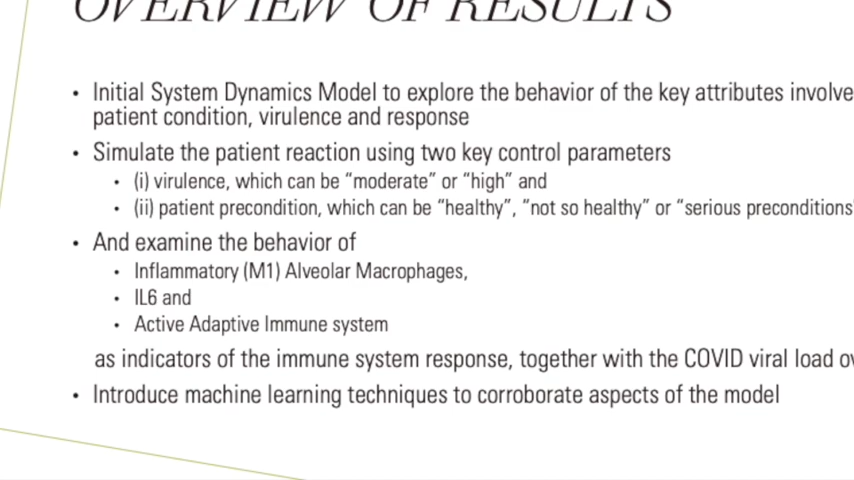 OVERVIEW OF RESULTS
• Initial System Dynamics Model to explore the behavior of the key attributes involve
patient condition, virulence and response
• Simulate the patient reaction using two key control parameters
• (i) virulence, which can be “moderate” or “high” and
• (ii) patient precondition, which can be “healthy”, “not so healthy” or “serious preconditions”
• And examine the behavior of
• Inflammatory (M1) Alveolar Macrophages,
• IL6 and
• Active Adaptive Immune system
as indicators of the immune system response, together with the COVID viral load ov
• Introduce machine learning techniques to corroborate aspects of the model